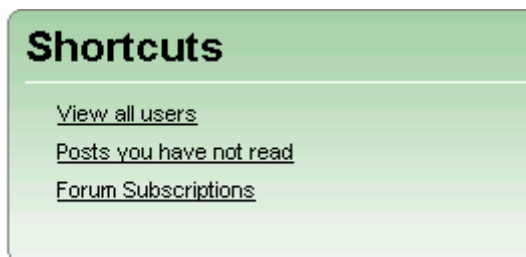 Shortcuts
View all users
Posts you have not read
Forum Subscriptions